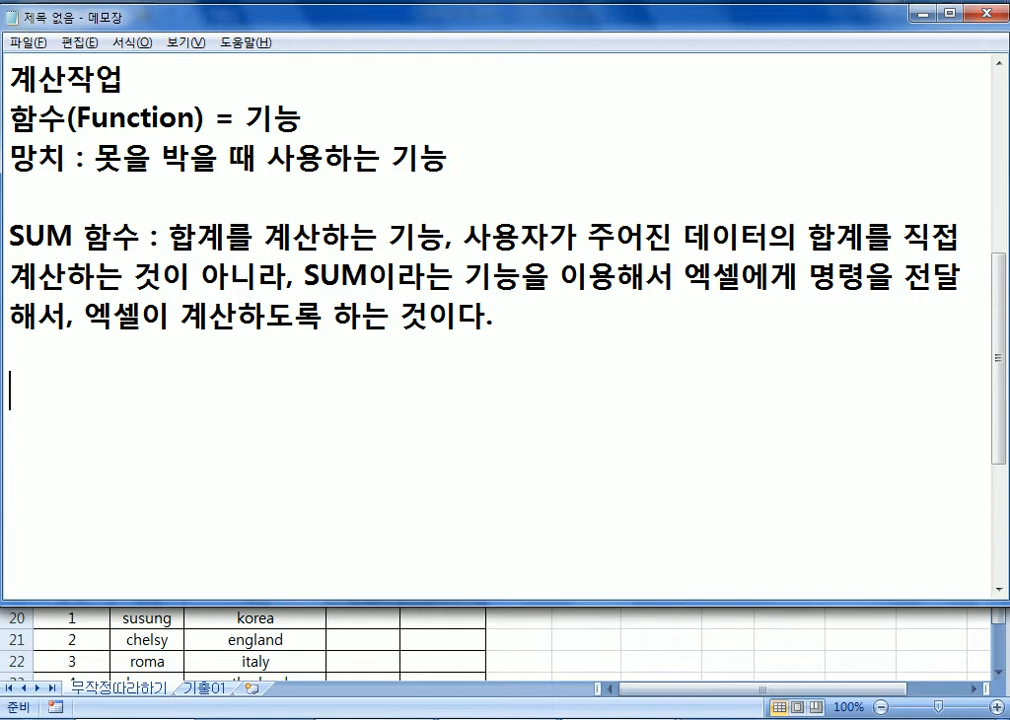 제목 없음 - 메모장
파일(F) 편집(E) 서식(O) 보기(V) 도움말(H)
계산작업
함수(Function) = 기능
망치 : 못을 박을 때 사용하는 기능
SUM 함수 : 합계를 계산하는 기능, 사용자가 주어진 데이터의 합계를 직접
계산하는 것이 아니라, SUM이라는 기능을 이용해서 엑셀에게 명령을 전달
해서, 엑셀이 계산하도록 하는 것이다.
20 1 susung korea
21 2 chelsy england
22 3 roma italy
무작정따라하기 기출01
준비 100%